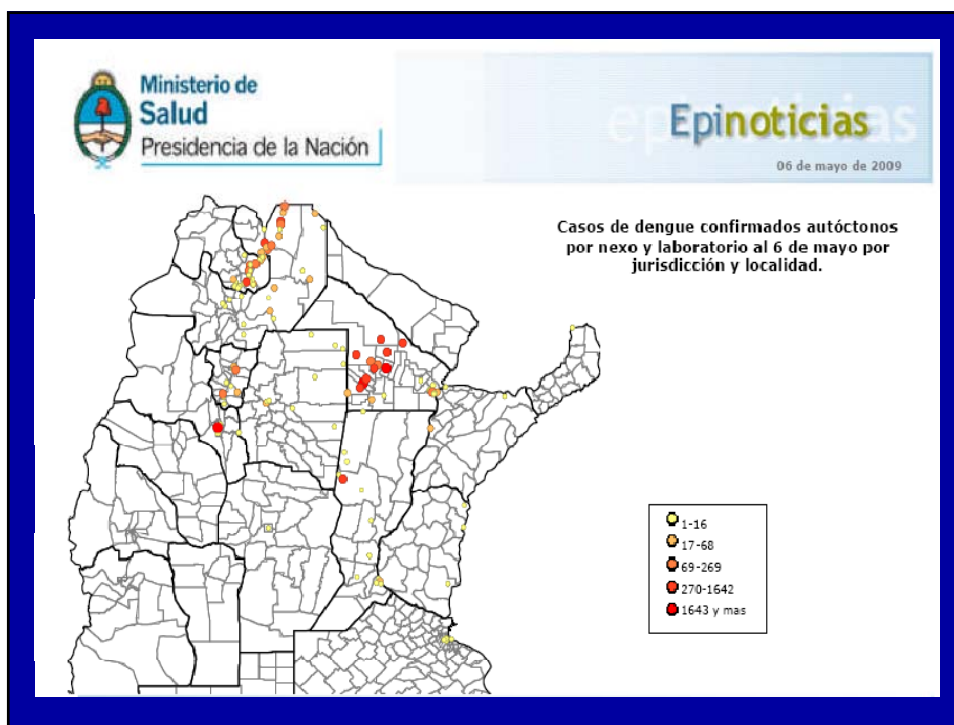 Ministerio de
Salud
Presidencia de la Nación
Epinoticias
06 de mayo de 2009
Casos de dengue confirmados autóctonos
por nexo y laboratorio al 6 de mayo por
jurisdicción y localidad.
1-16
17-68
69-269
270-1642
1643 y mas